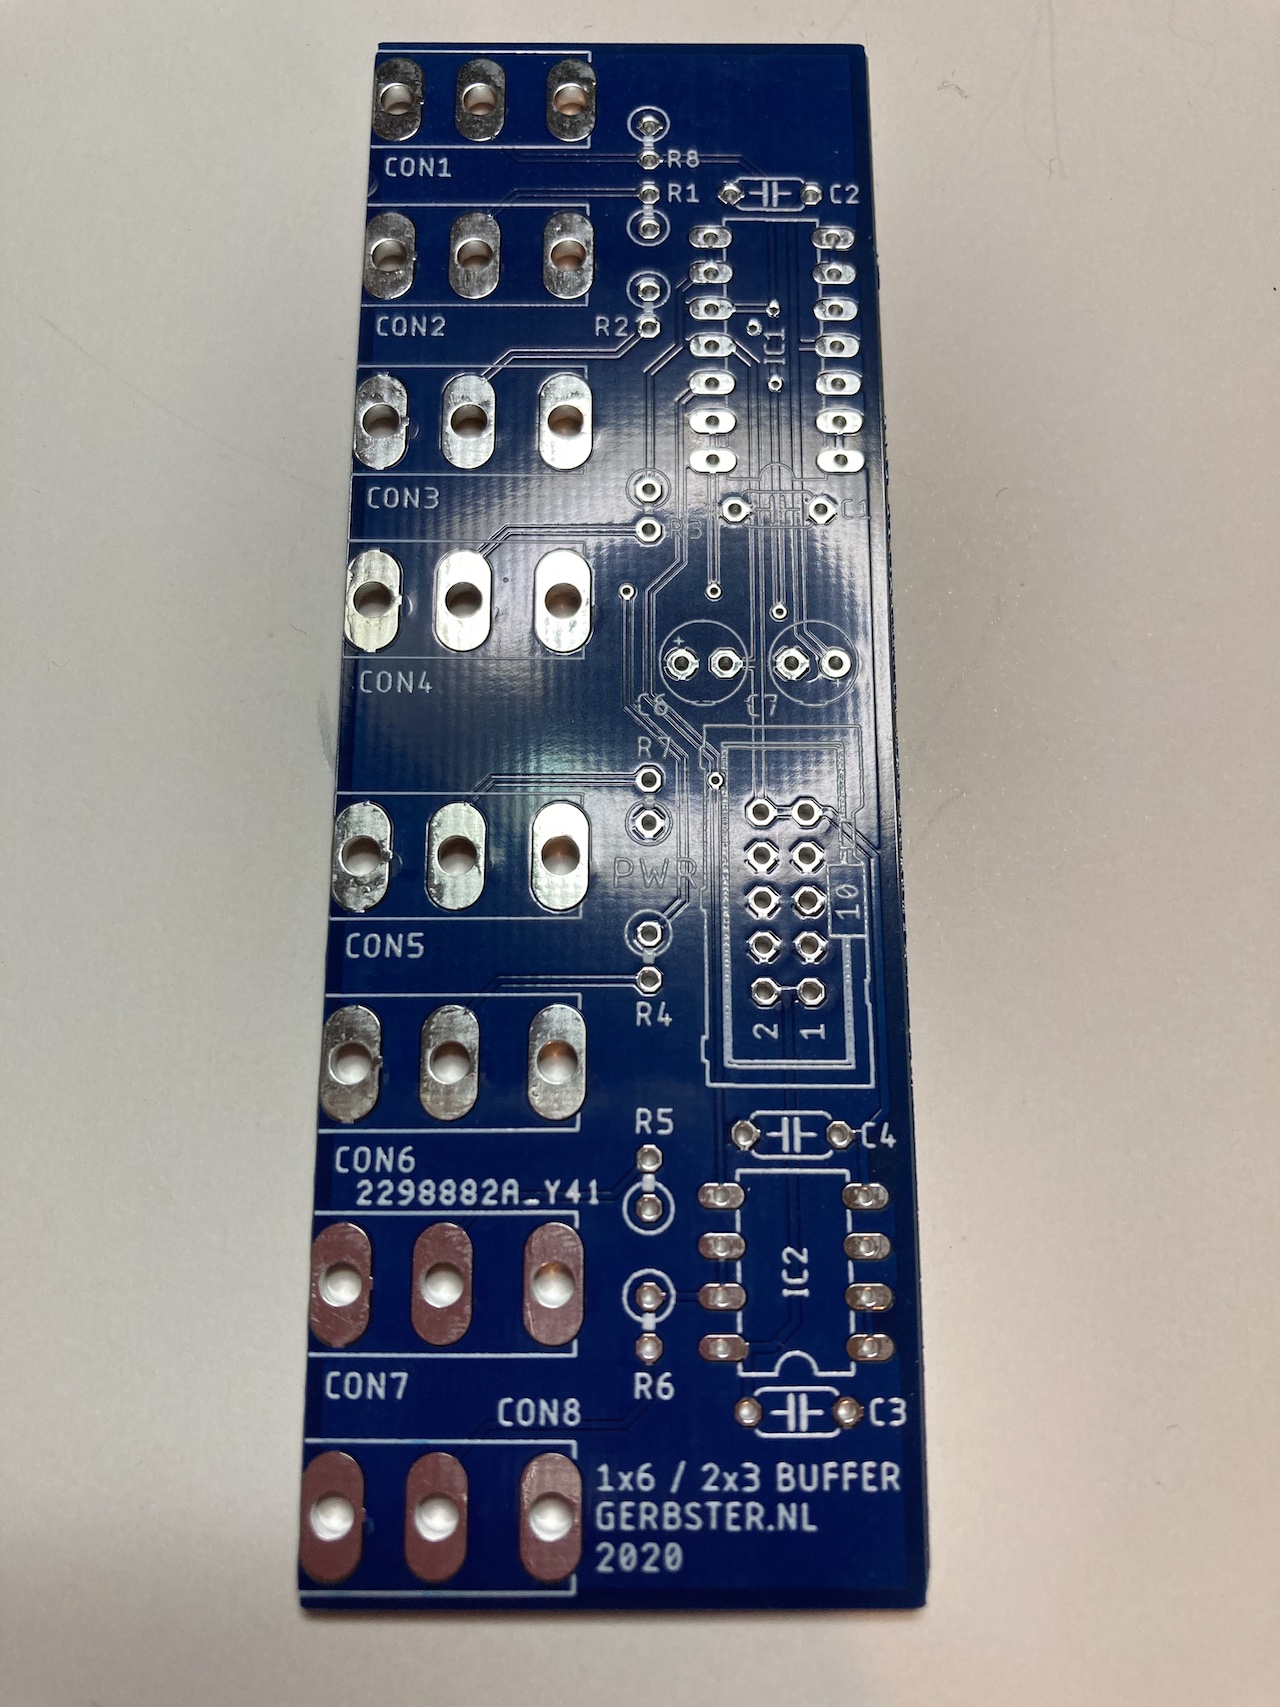 CON1
R8
R1
C2
CON2
R2
IC1
CON3
R3
C1
CON4
+
+
C6
C7
R7
PWR
10
CON5
R4
2
1
R5
C4
CON6
2298882A_Y41
IC2
CON7
R6
CON8
C3
1x6 / 2x3 BUFFER
GERBSTER.NL
2020